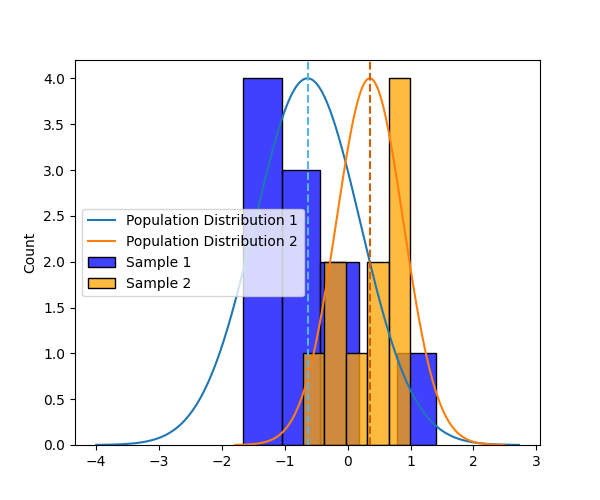 4.0
3.5
3.0
2.5
2.0
1.5
1.0
0.5
0.0
Count
Population Distribution 1
Population Distribution 2
Sample 1
Sample 2
−4 −3 −2 −1 0 1 2 3